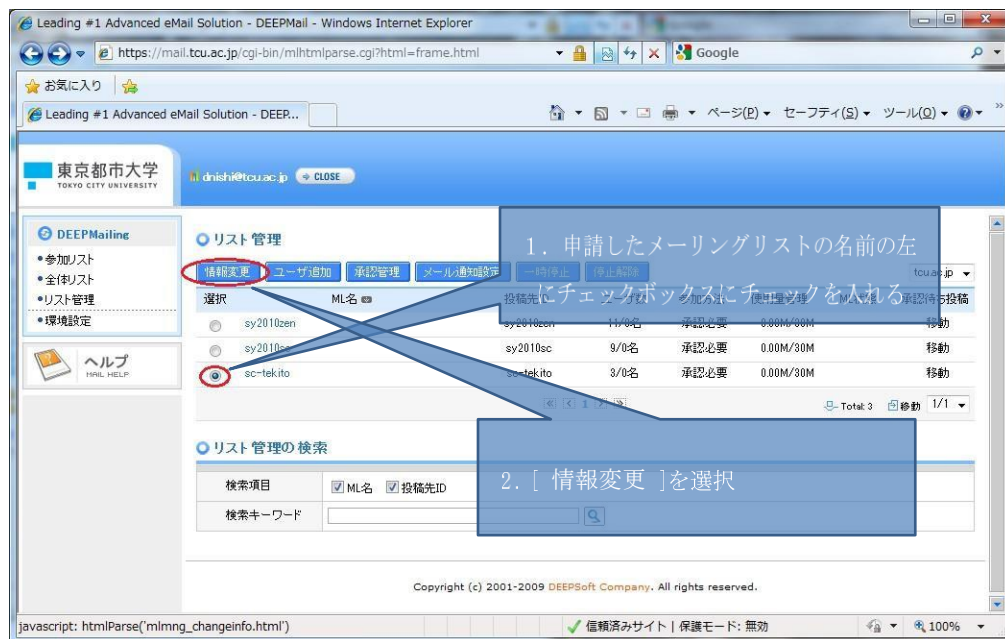 Leading #1 Advanced eMail Solution - DEEPMail - Windows Internet Explorer
https://mail.tcu.ac.jp/cgi-bin/mlhtmlparse.cgi?html=frame.html
Google
お気に入り
Leading #1 Advanced eMail Solution - DEEP...
ページ(P)
セーフティ(S)
ツール(O)
東京都市大学
TOKYO CITY UNIVERSITY
dnishi@tcu.ac.jp
CLOSE
DEEPMailing
•参加リスト
•全体リスト
•リスト管理
•環境設定
ヘルプ
MAIL HELP
リスト管理
1. 申請したメーリングリストの名前の左
にチェックボックスにチェックを入れる
情報変更 ユーザ追加 承認管理 メール通知設定 一時停止 停止解除 tcu.ac.jp
選択 ML名 投稿先ID ユーザ数 参加方法 使用量管理 承認待ち投稿
sy2010zen sy2010zen 11/0名 承認必要 0.00M/30M 移動
sy2010sc sy2010sc 9/0名 承認必要 0.00M/30M 移動
sc-tekito sc-tekito 3/0名 承認必要 0.00M/30M 移動
1
Total: 3 移動 1/1
リスト管理の検索
2. [ 情報変更 ]を選択
検索項目 ML名 投稿先ID
検索キーワード
Copyright (c) 2001-2009 DEEPSoft Company. All rights reserved.
javascript: htmlParse('mlmng_changeinfo.html')
信頼済みサイト | 保護モード: 無効
100%